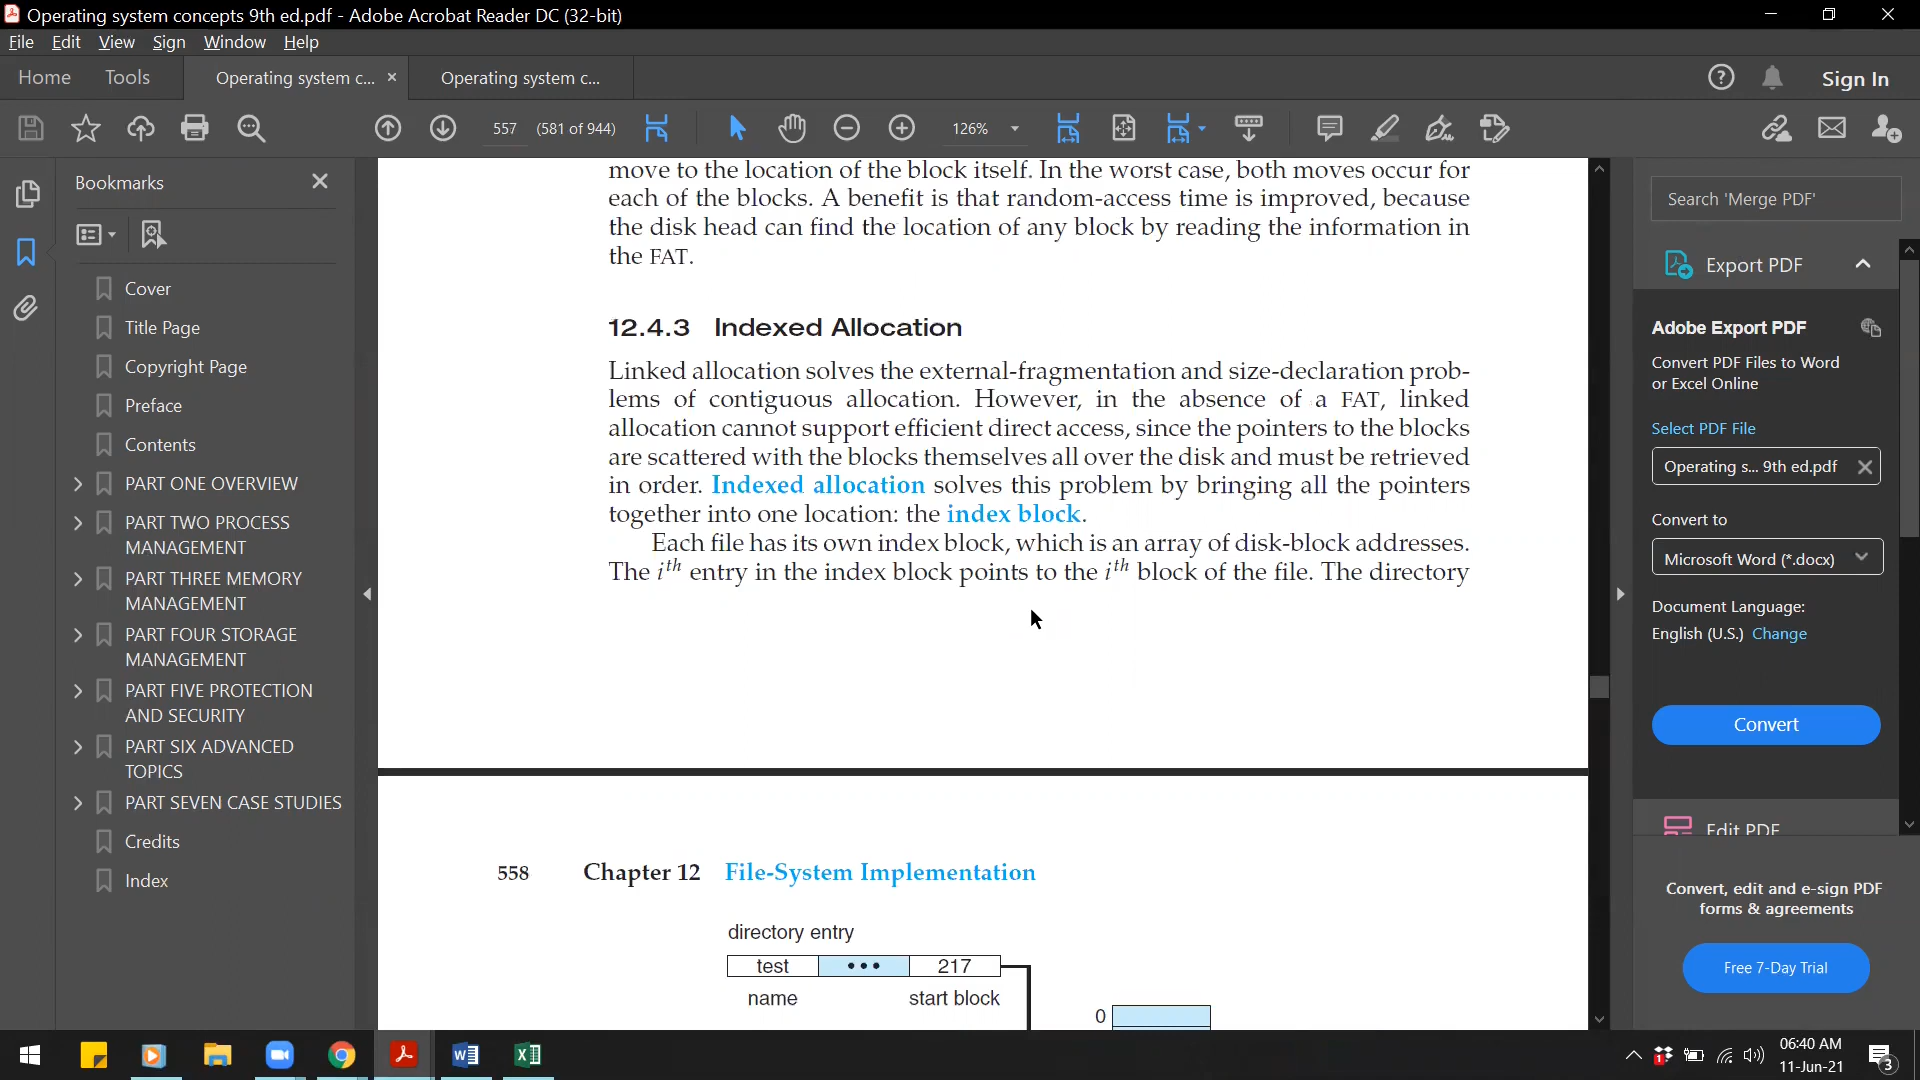 Operating system concepts 9th ed.pdf - Adobe Acrobat Reader DC (32-bit)
File Edit View Sign Window Help
Home Tools Operating system c... × Operating system c... Sign In
557 (581 of 944) 126%
Bookmarks
Cover
Title Page
Copyright Page
Preface
Contents
PART ONE OVERVIEW
PART TWO PROCESS
MANAGEMENT
PART THREE MEMORY
MANAGEMENT
PART FOUR STORAGE
MANAGEMENT
PART FIVE PROTECTION
AND SECURITY
PART SIX ADVANCED
TOPICS
PART SEVEN CASE STUDIES
Credits
Index
move to the location of the block itself. In the worst case, both moves occur for
each of the blocks. A benefit is that random-access time is improved, because
the disk head can find the location of any block by reading the information in
the FAT.
12.4.3 Indexed Allocation
Linked allocation solves the external-fragmentation and size-declaration prob-
lems of contiguous allocation. However, in the absence of a FAT, linked
allocation cannot support efficient direct access, since the pointers to the blocks
are scattered with the blocks themselves all over the disk and must be retrieved
in order. Indexed allocation solves this problem by bringing all the pointers
together into one location: the index block.
Each file has its own index block, which is an array of disk-block addresses.
The ith entry in the index block points to the ith block of the file. The directory
558 Chapter 12 File-System Implementation
directory entry
test ••• 217
name start block
0
Search 'Merge PDF'
Export PDF
Adobe Export PDF
Convert PDF Files to Word
or Excel Online
Select PDF File
Operating s... 9th ed.pdf
Convert to
Microsoft Word (*.docx)
Document Language:
English (U.S.) Change
Convert
Edit PDF
Convert, edit and e-sign PDF
forms & agreements
Free 7-Day Trial
06:40 AM
11-Jun-21
3
1